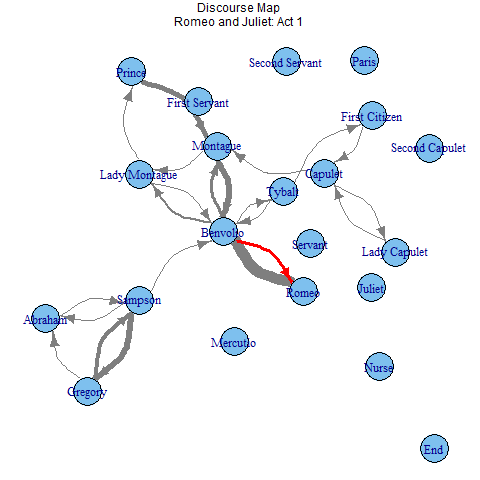 Discourse Map
Romeo and Juliet: Act 1
Second Servant
Paris
Prince
First Servant
First Citizen
Montague
Second Capulet
Lady Montague
Capulet
Tybalt
Benvolio
Servant
Lady Capulet
Romeo
Juliet
Sampson
Abraham
Mercutio
Nurse
Gregory
End